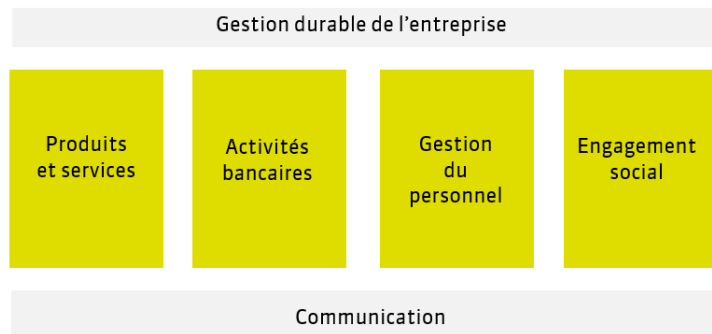 Gestion durable de l’entreprise
Produits
et services
Activités
bancaires
Gestion
du
personnel
Engagement
social
Communication